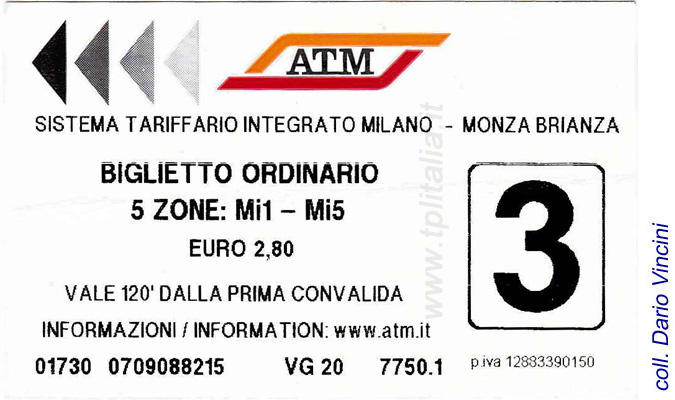 ATM
SISTEMA TARIFFARIO INTEGRATO MILANO - MONZA BRIANZA
BIGLIETTO ORDINARIO
5 ZONE: Mi1 – Mi5
EURO 2,80
3
VALE 120' DALLA PRIMA CONVALIDA
INFORMAZIONI / INFORMATION: www.atm.it
01730 0709088215 VG 20 7750.1
p.iva 12883390150
www.tplitalia.it
coll. Dario Vincini